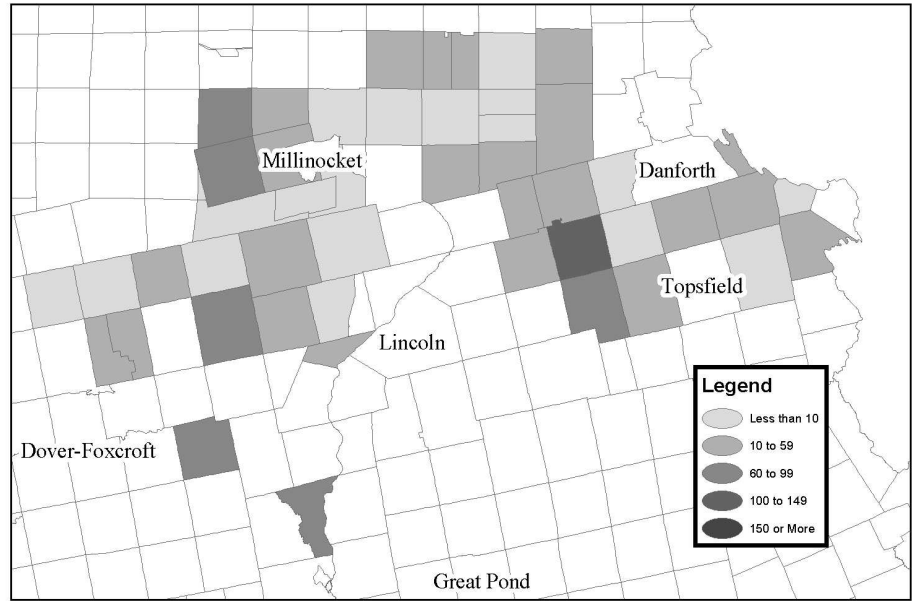 Millinocket
Danforth
Topsfield
Lincoln
Legend
Less than 10
10 to 59
60 to 99
100 to 149
150 or More
Dover-Foxcroft
Great Pond